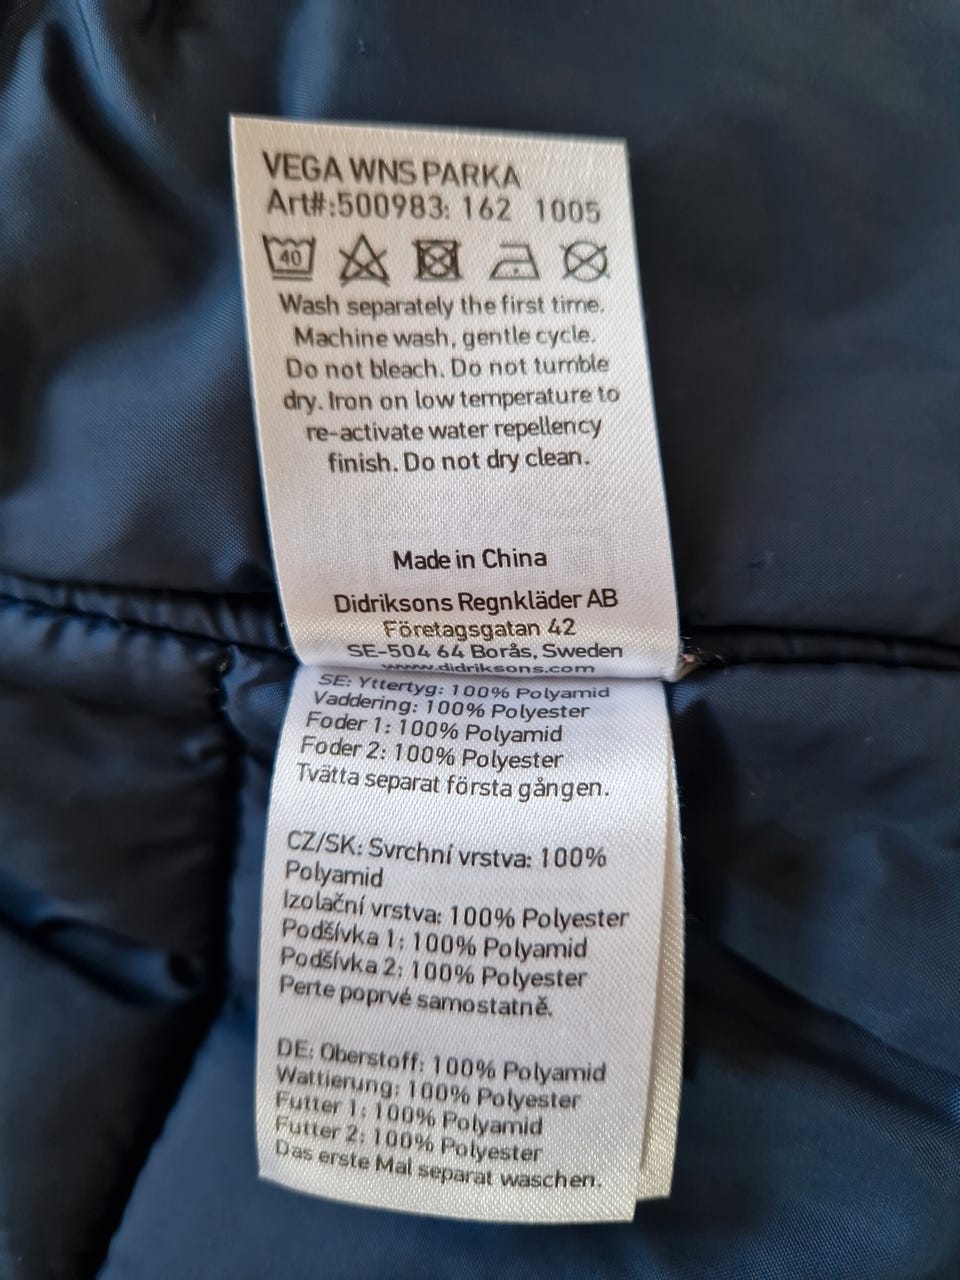 VEGA WNS PARKA
Art#:500983: 162 1005
40
Wash separately the first time.
Machine wash, gentle cycle.
Do not bleach. Do not tumble
dry. Iron on low temperature to
re-activate water repellency
finish. Do not dry clean.
Made in China
Didriksons Regnkläder AB
Företagsgatan 42
SE-504 64 Borås, Sweden
www.didriksons.com
SE: Yttertyg: 100% Polyamid
Vaddering: 100% Polyester
Foder 1: 100% Polyamid
Foder 2: 100% Polyester
Tvätta separat första gången.
CZ/SK: Svrchní vrstva: 100%
Polyamid
Izolační vrstva: 100% Polyester
Podšívka 1: 100% Polyamid
Podšívka 2: 100% Polyester
Perte poprvé samostatně.
DE: Oberstoff: 100% Polyamid
Wattierung: 100% Polyester
Futter 1: 100% Polyamid
Futter 2: 100% Polyester
Das erste Mal separat waschen.